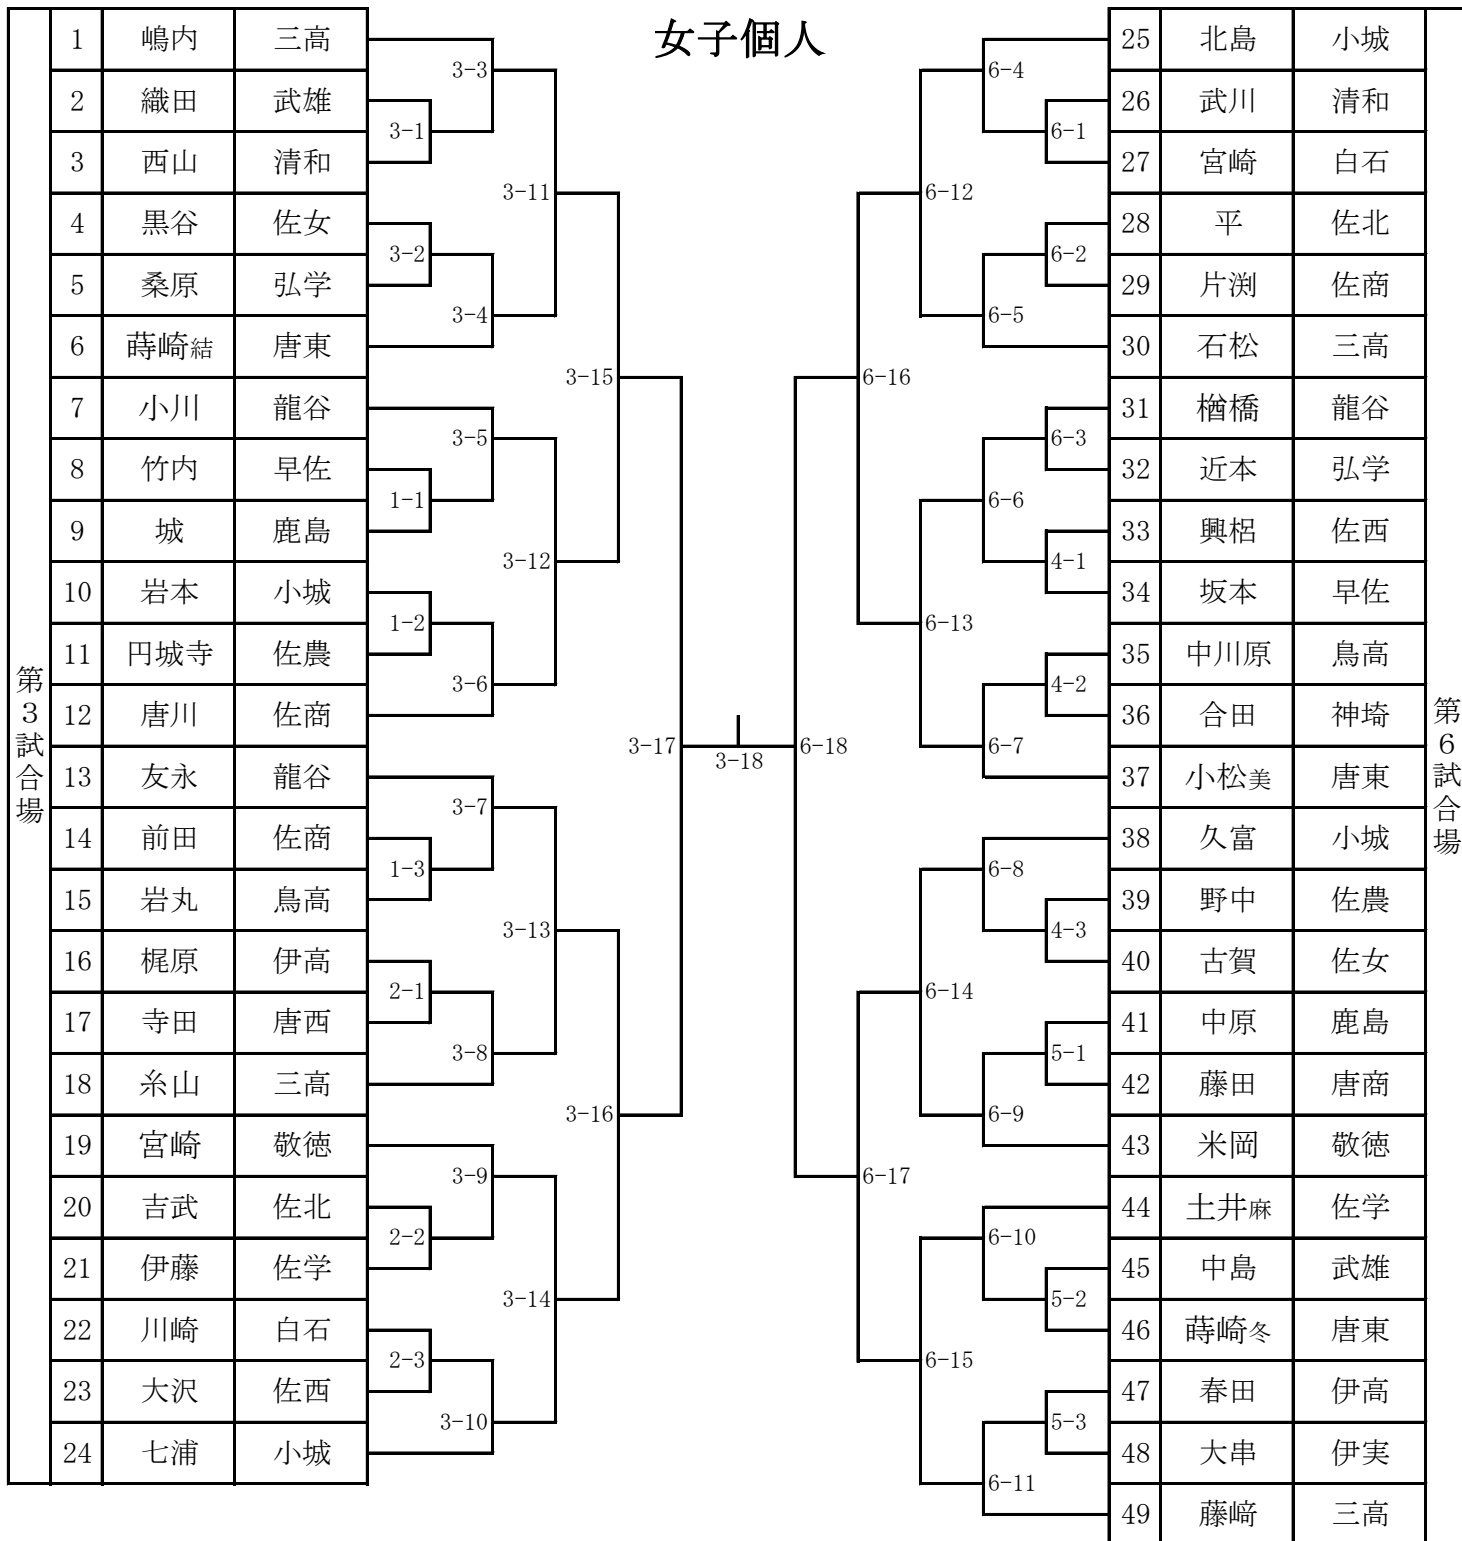 女子個人
第3試合場
1 嶋内 三高
2 織田 武雄
3 西山 清和
4 黒谷 佐女
5 桑原 弘学
6 蒔崎結 唐東
7 小川 龍谷
8 竹内 早佐
9 城 鹿島
10 岩本 小城
11 円城寺 佐農
12 唐川 佐商
13 友永 龍谷
14 前田 佐商
15 岩丸 鳥高
16 梶原 伊高
17 寺田 唐西
18 糸山 三高
19 宮崎 敬徳
20 吉武 佐北
21 伊藤 佐学
22 川崎 白石
23 大沢 佐西
24 七浦 小城
3-3
3-1
3-11
3-2
3-4
3-15
3-5
1-1
3-12
1-2
3-6
3-17
3-7
1-3
3-13
2-1
3-8
3-16
3-9
2-2
3-14
2-3
3-10
3-18
6-4
6-1
6-12
6-2
6-5
6-16
6-3
6-6
4-1
6-13
4-2
6-7
6-18
6-8
4-3
6-14
5-1
6-9
6-17
6-10
5-2
6-15
5-3
6-11
25 北島 小城
26 武川 清和
27 宮崎 白石
28 平 佐北
29 片渕 佐商
30 石松 三高
31 楢橋 龍谷
32 近本 弘学
33 興梠 佐西
34 坂本 早佐
35 中川原 鳥高
36 合田 神埼
37 小松美 唐東
38 久富 小城
39 野中 佐農
40 古賀 佐女
41 中原 鹿島
42 藤田 唐商
43 米岡 敬徳
44 土井麻 佐学
45 中島 武雄
46 蒔崎冬 唐東
47 春田 伊高
48 大串 伊実
49 藤﨑 三高
第6試合場